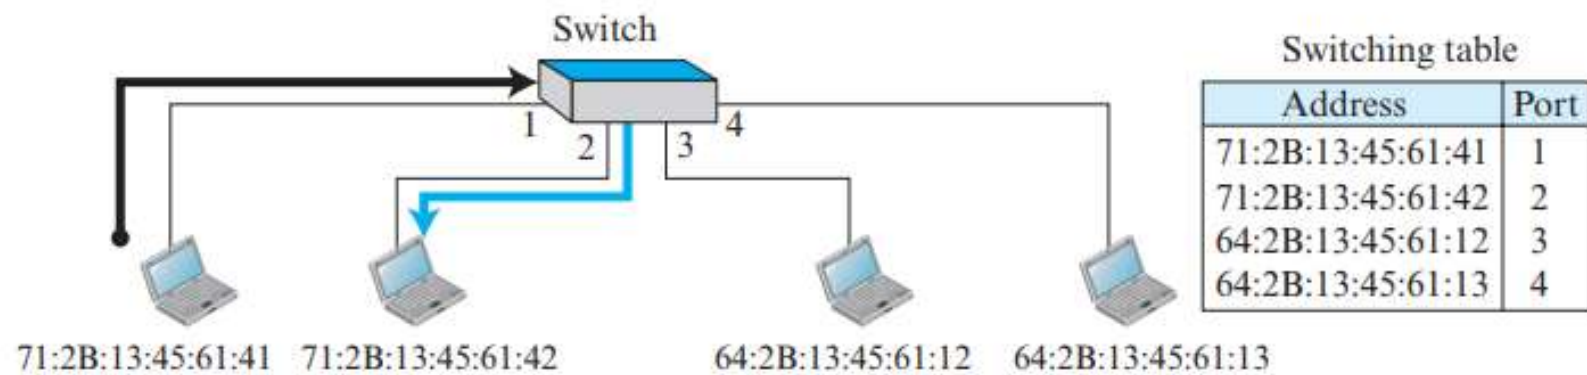 Switch
1
2
3
4
71:2B:13:45:61:41
71:2B:13:45:61:42
64:2B:13:45:61:12
64:2B:13:45:61:13
Switching table
Address Port
71:2B:13:45:61:41 1
71:2B:13:45:61:42 2
64:2B:13:45:61:12 3
64:2B:13:45:61:13 4